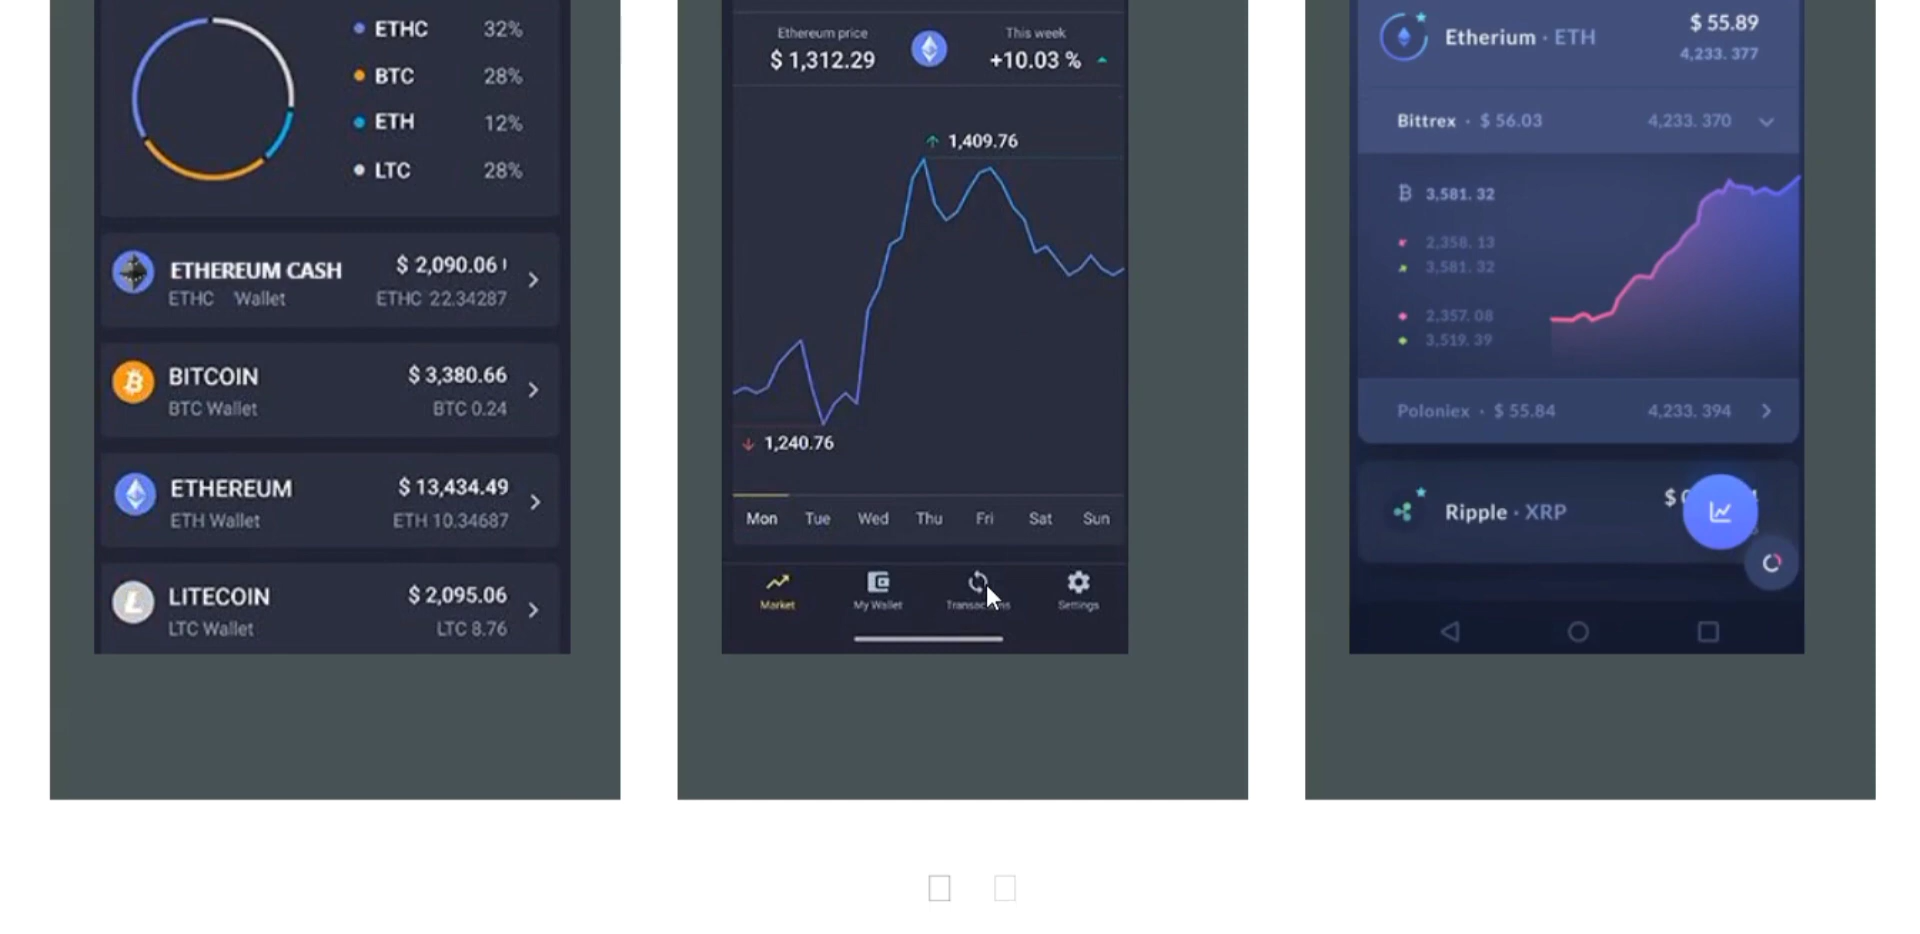 ETHC 32%
BTC 28%
ETH 12%
LTC 28%
ETHEREUM CASH $ 2,090.06
ETHC Wallet ETHC 22.34287
BITCOIN $ 3,380.66
BTC Wallet BTC 0.24
ETHEREUM $ 13,434.49
ETH Wallet ETH 10.34687
LITECOIN $ 2,095.06
LTC Wallet LTC 8.76
Ethereum price This week
$ 1,312.29 +10.03 %
1,409.76
1,240.76
Mon Tue Wed Thu Fri Sat Sun
Market My Wallet Settings
$ 55.89
Etherium · ETH
4,233. 377
Bittrex · $ 56.03 4,233. 370
3,581. 32
2,358. 13
3,581. 32
2,357. 08
3,519. 39
Poloniex · $ 55.84 4,233. 394
Ripple · XRP $